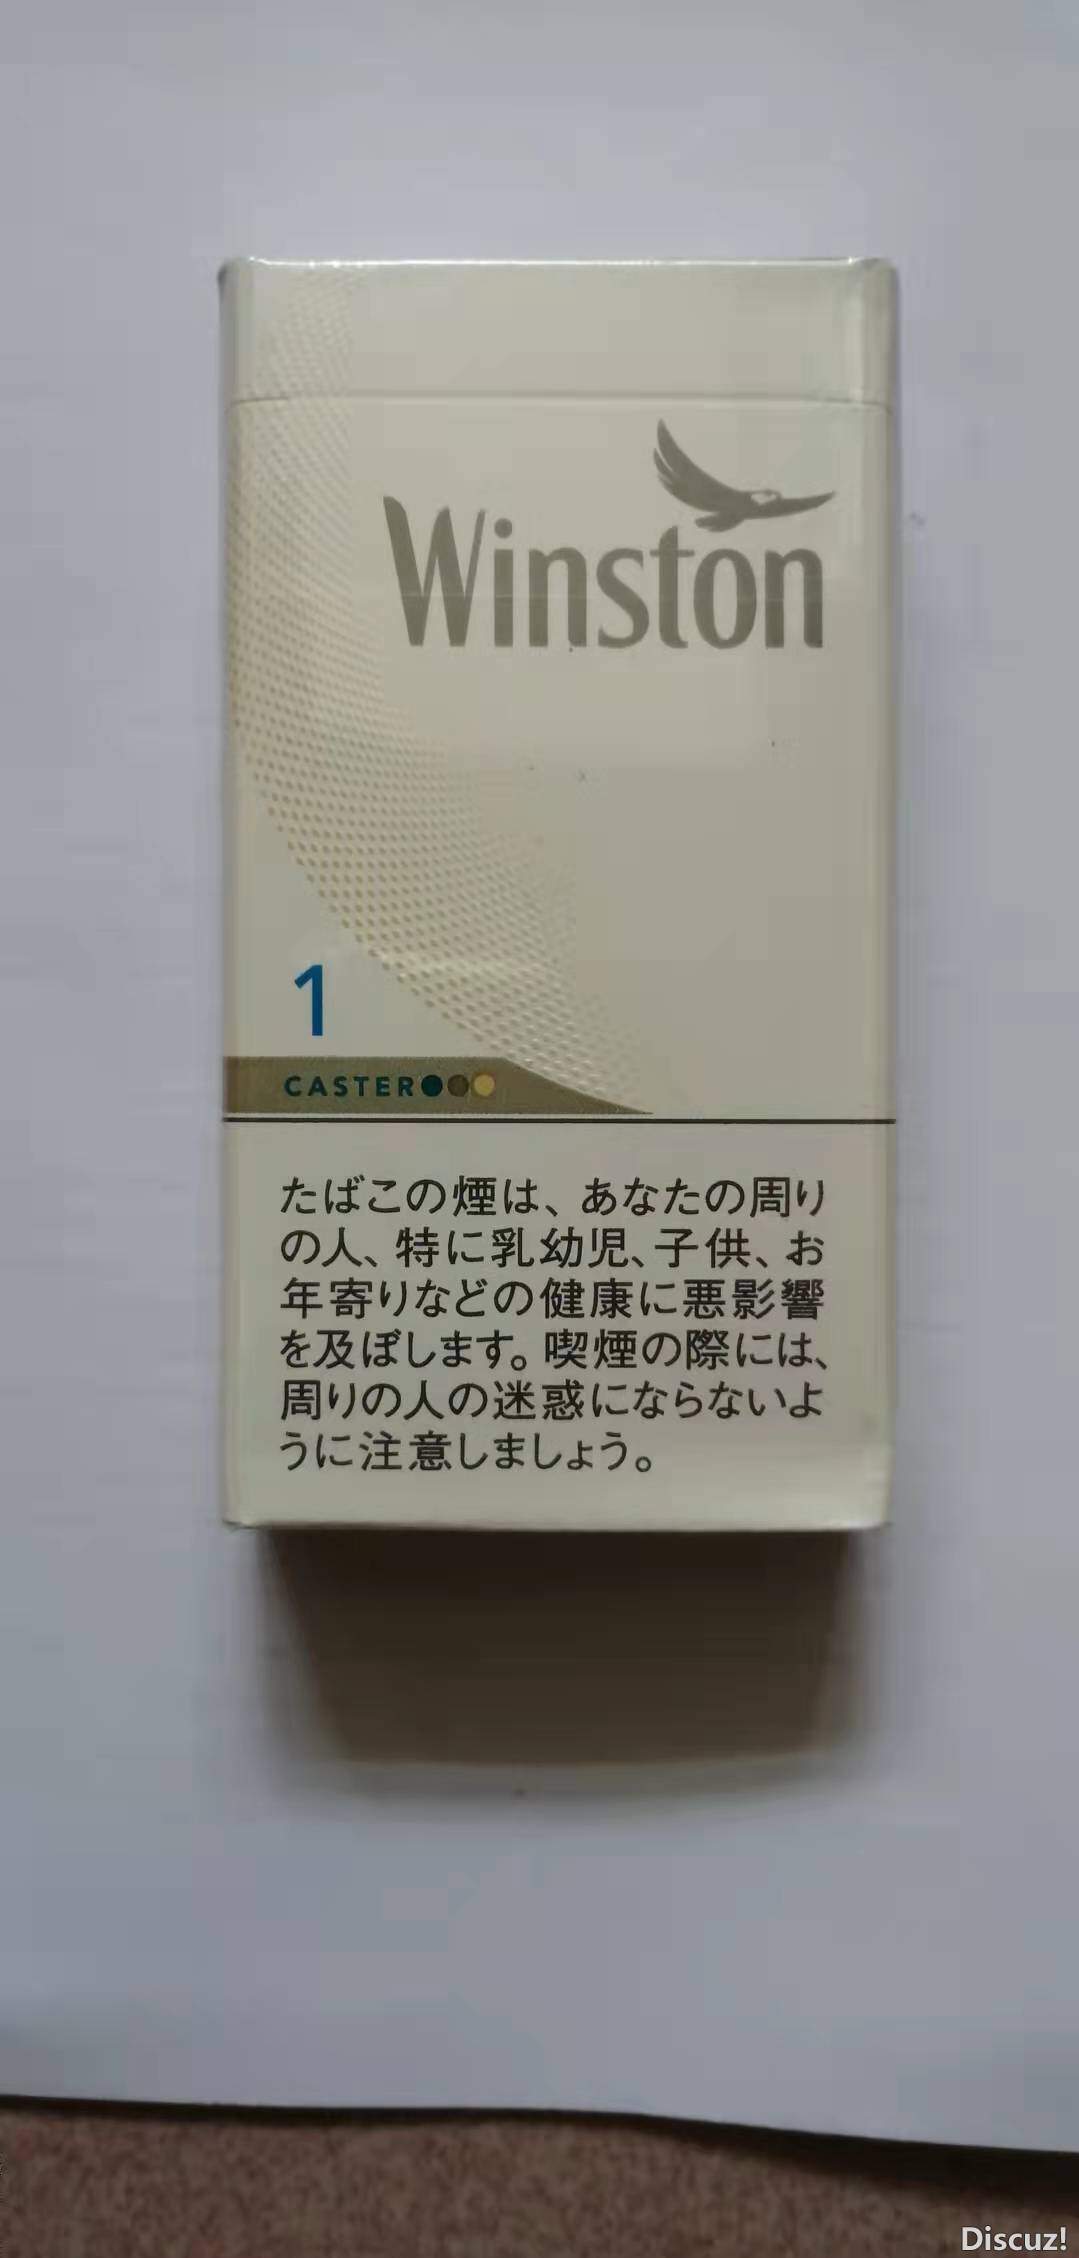 Winston
1
CASTER
たばこの煙は、あなたの周り
の人、特に乳幼児、子供、お
年寄りなどの健康に悪影響
を及ぼします。喫煙の際には、
周りの人の迷惑にならないよ
うに注意しましょう。
Discuz!